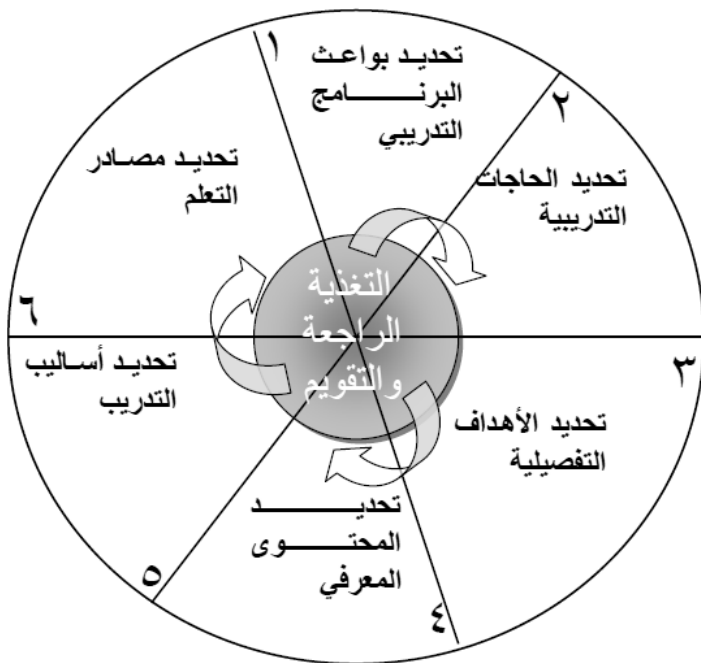 ١
تحديد بواعث
البرنامج
التدريبي
٢
تحديد الحاجات
التدريبية
٣
تحديد الأهداف
التفصيلية
٤
تحديد
المحتوى
المعرفي
٥
تحديد أساليب
التدريب
٦
تحديد مصادر
التعلم
التغذية
الراجعة
والتقويم